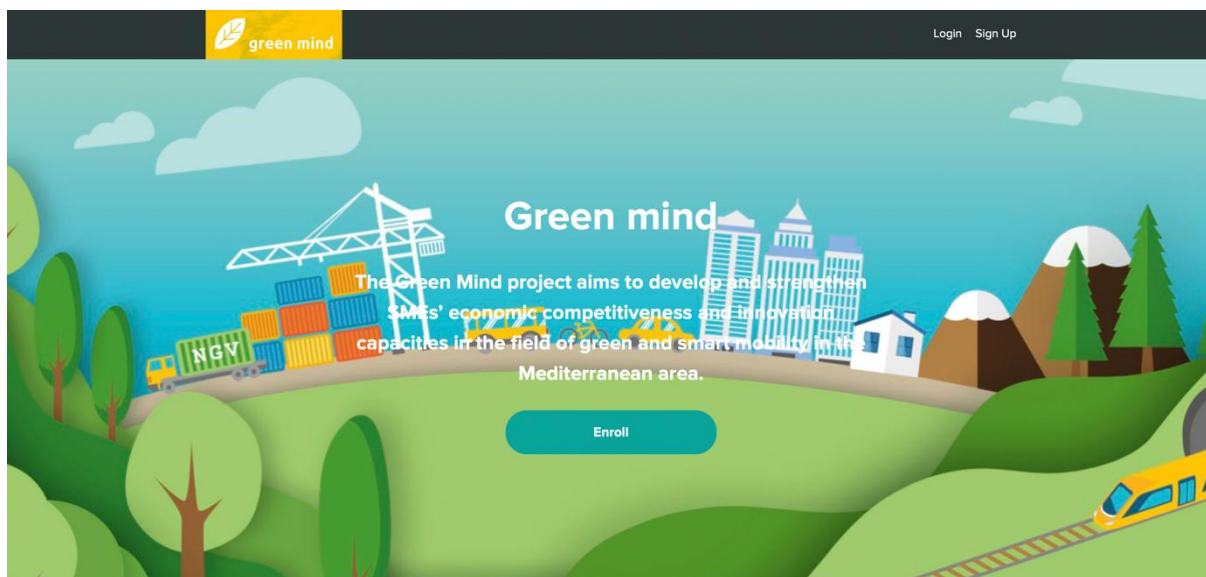 green mind
Login Sign Up
Green mind
The Green Mind project aims to develop and strengthen
SMEs' economic competitiveness and innovation
capacities in the field of green and smart mobility in the
Mediterranean area.
NGV
Enroll